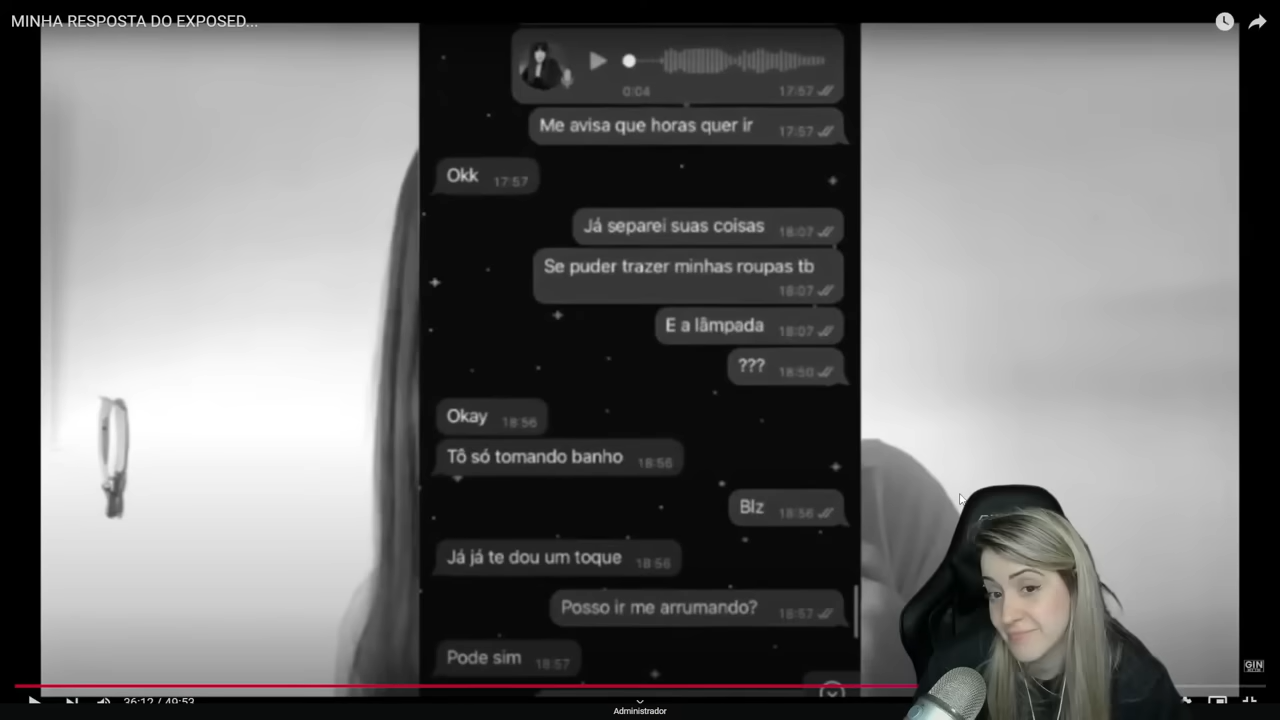 MINHA RESPOSTA DO EXPOSED...
0:04 17:57
Me avisa que horas quer ir 17:57
Okk 17:57
Já separei suas coisas 18:07
Se puder trazer minhas roupas tb
18:07
E a lâmpada 18:07
??? 18:50
Okay 18:56
Tô só tomando banho 18:56
Blz 18:56
Já já te dou um toque 18:56
Posso ir me arrumando? 18:57
Pode sim 18:57
GIN
36:12 / 49:53
Administrador